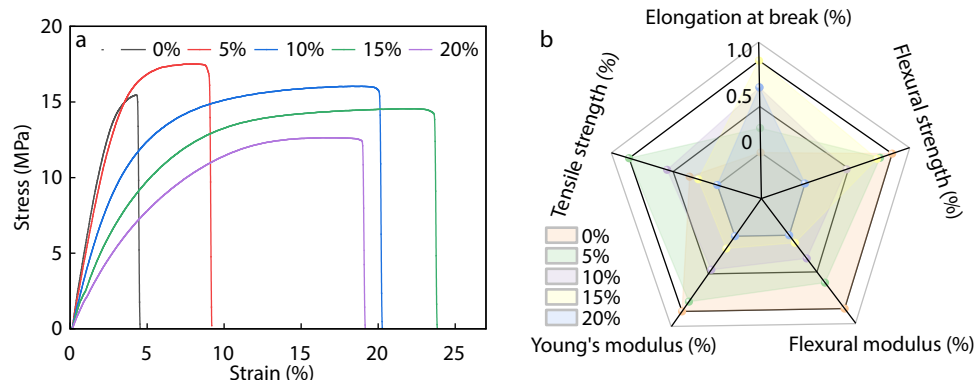 a
0% 5% 10% 15% 20%
20
15
10
5
0
0 5 10 15 20 25
Stress (MPa)
Strain (%)
b
Elongation at break (%)
Flexural strength (%)
Flexural modulus (%)
Young's modulus (%)
Tensile strength (%)
1.0
0.5
0
0%
5%
10%
15%
20%